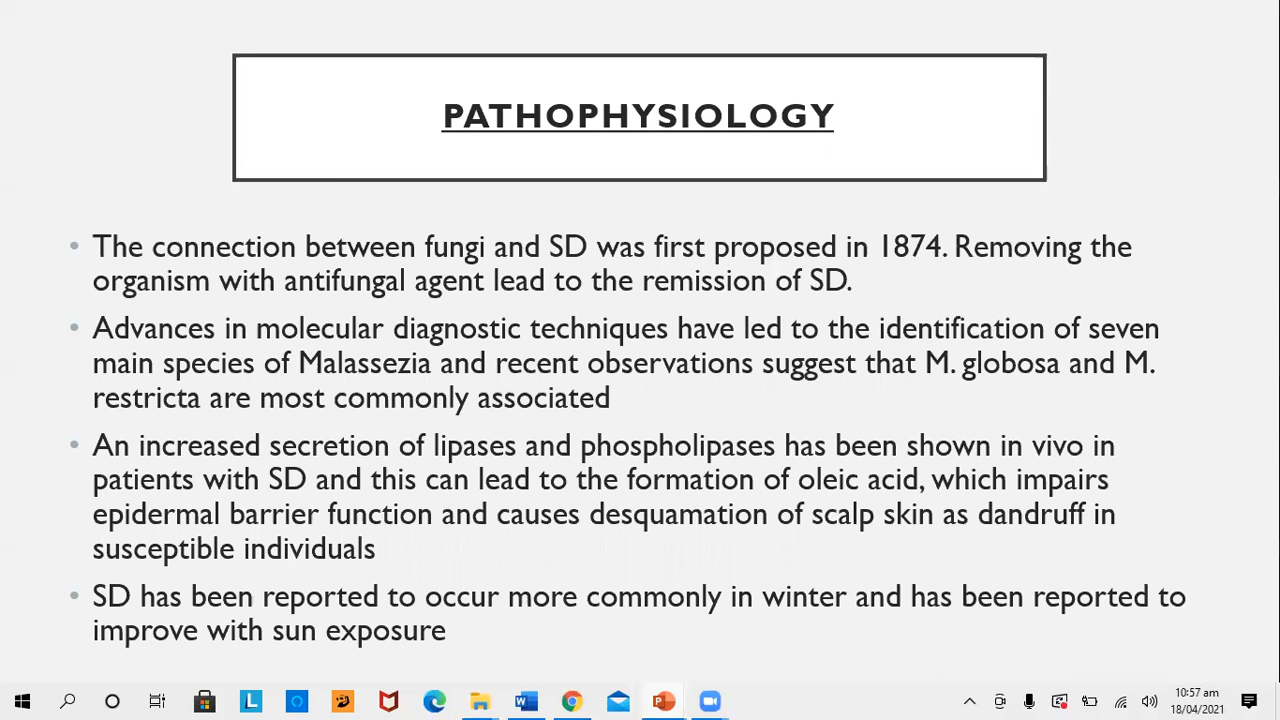 PATHOPHYSIOLOGY
• The connection between fungi and SD was first proposed in 1874. Removing the
organism with antifungal agent lead to the remission of SD.
• Advances in molecular diagnostic techniques have led to the identification of seven
main species of Malassezia and recent observations suggest that M. globosa and M.
restricta are most commonly associated
• An increased secretion of lipases and phospholipases has been shown in vivo in
patients with SD and this can lead to the formation of oleic acid, which impairs
epidermal barrier function and causes desquamation of scalp skin as dandruff in
susceptible individuals
• SD has been reported to occur more commonly in winter and has been reported to
improve with sun exposure
10:57 am
18/04/2021